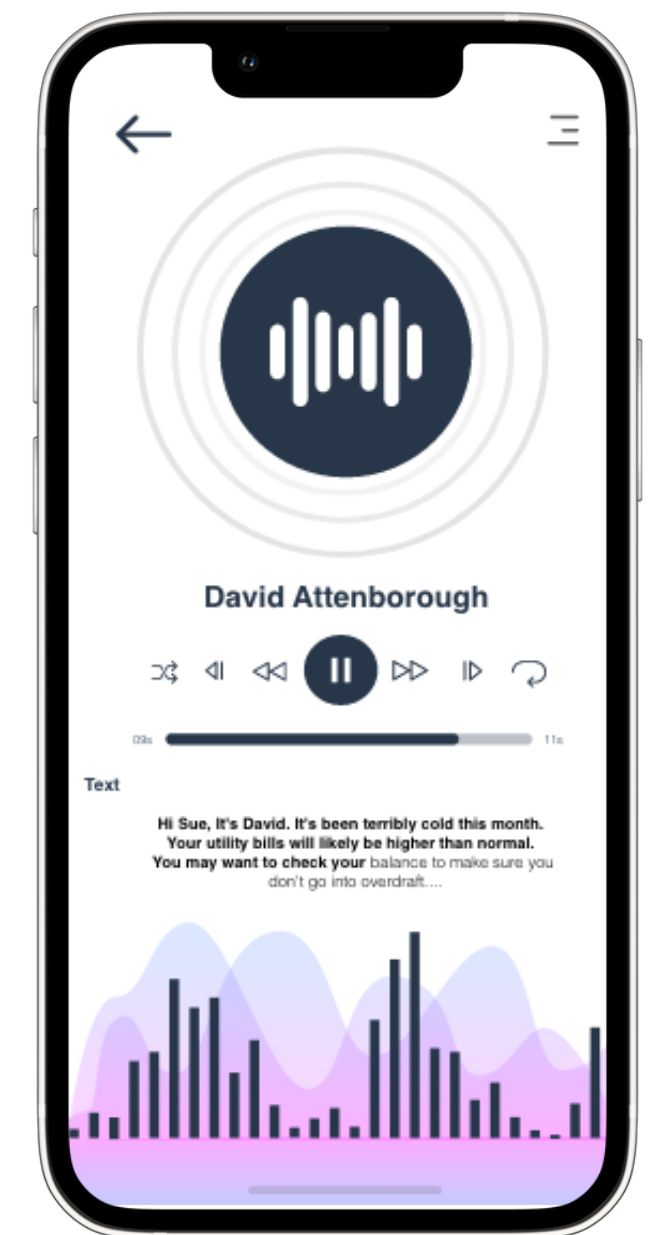 David Attenborough
09s
11s
Text
Hi Sue, It's David. It's been terribly cold this month.
Your utility bills will likely be higher than normal.
You may want to check your balance to make sure you
don't go into overdraft....